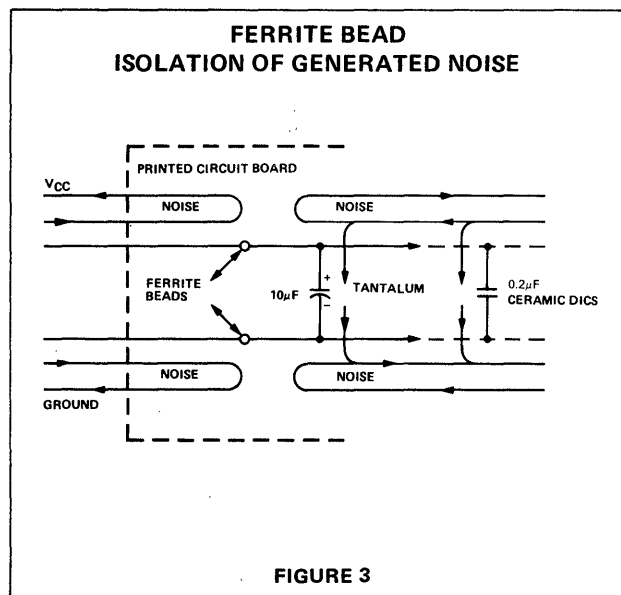 FERRITE BEAD
ISOLATION OF GENERATED NOISE
PRINTED CIRCUIT BOARD
VCC
NOISE
NOISE
FERRITE
BEADS
10µF
+
−
TANTALUM
0.2µF
CERAMIC DICS
NOISE
NOISE
GROUND
FIGURE 3